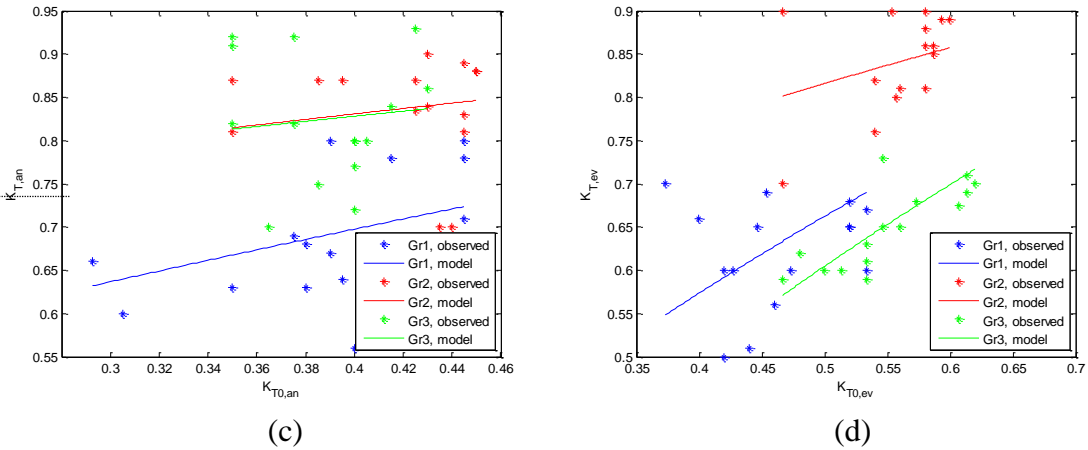 0.95
0.9
0.85
0.8
0.75
0.7
0.65
0.6
0.55
K_T,an
0.3 0.32 0.34 0.36 0.38 0.4 0.42 0.44 0.46
K_T0,an
Gr1, observed
Gr1, model
Gr2, observed
Gr2, model
Gr3, observed
Gr3, model
(c)
0.9
0.85
0.8
0.75
0.7
0.65
0.6
0.55
0.5
K_T,ev
0.35 0.4 0.45 0.5 0.55 0.6 0.65 0.7
K_T0,ev
Gr1, observed
Gr1, model
Gr2, observed
Gr2, model
Gr3, observed
Gr3, model
(d)